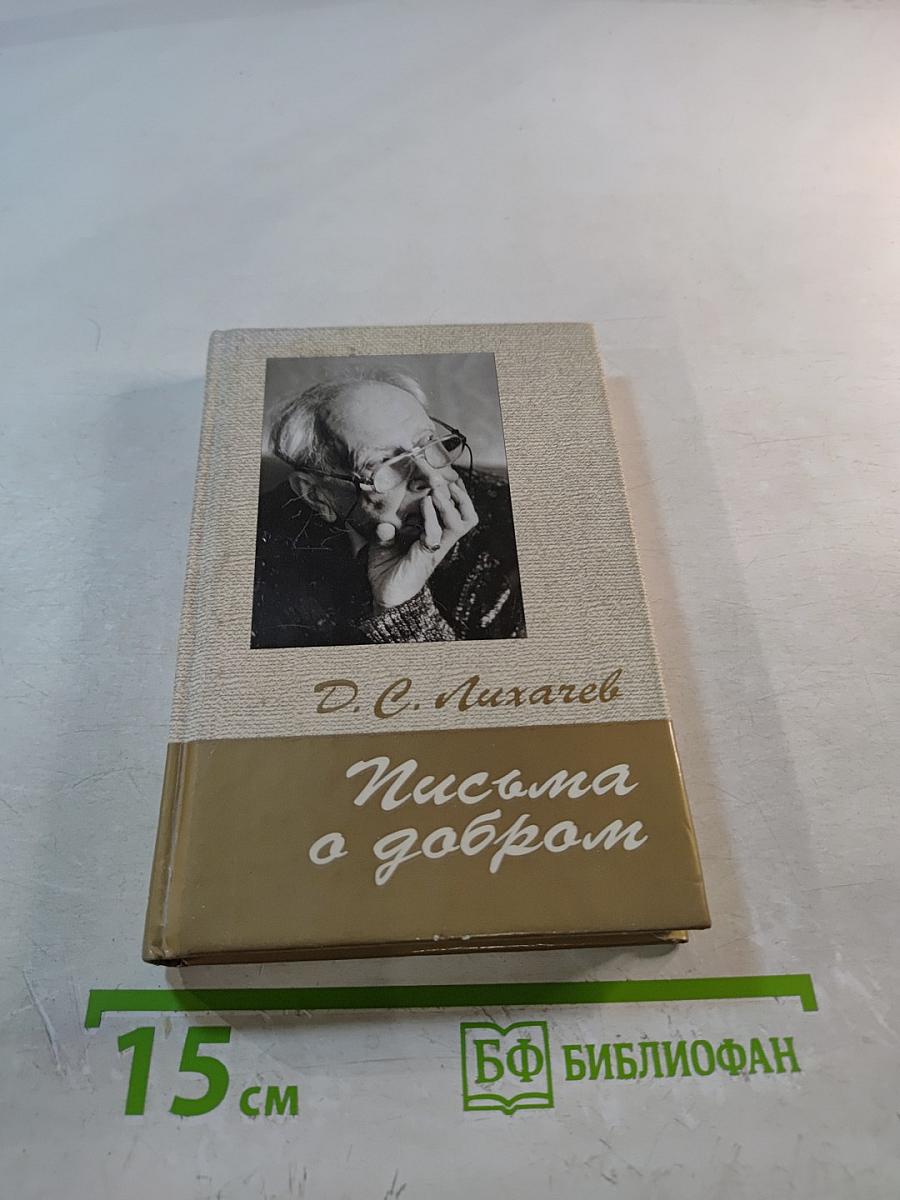 Д. С. Лихачев
Письма
о добром
15 см
БФ БИБЛИОФАН